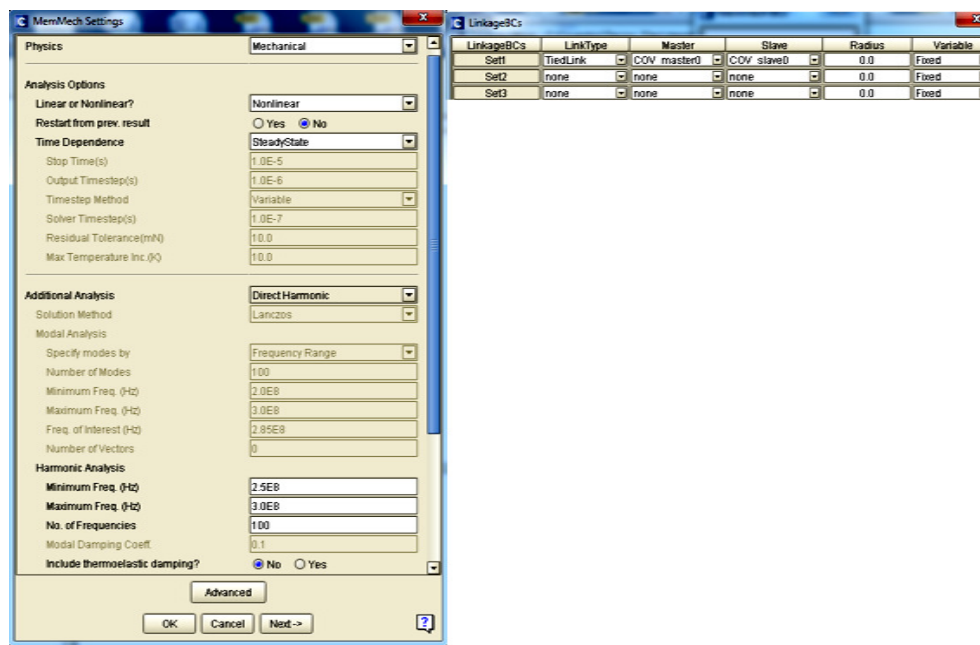 MemMech Settings
Physics Mechanical
Analysis Options
Linear or Nonlinear? Nonlinear
Restart from prev. result Yes No
Time Dependence SteadyState
Stop Time(s) 1.0E-5
Output Timestep(s) 1.0E-6
Timestep Method Variable
Solver Timestep(s) 1.0E-7
Residual Tolerance(mN) 10.0
Max Temperature Inc.(K) 10.0
Additional Analysis Direct Harmonic
Solution Method Lanczos
Modal Analysis
Specify modes by Frequency Range
Number of Modes 100
Minimum Freq. (Hz) 2.0E8
Maximum Freq. (Hz) 3.0E8
Freq. of Interest (Hz) 2.85E8
Number of Vectors 0
Harmonic Analysis
Minimum Freq. (Hz) 2.5E8
Maximum Freq. (Hz) 3.0E8
No. of Frequencies 100
Modal Damping Coeff. 0.1
Include thermoelastic damping? No Yes
Advanced
OK Cancel Next->
?
LinkageBCs
LinkageBCs LinkType Master Slave Radius Variable
Set1 TiedLink COV_master0 COV_slave0 0.0 Fixed
Set2 none none none 0.0 Fixed
Set3 none none none 0.0 Fixed